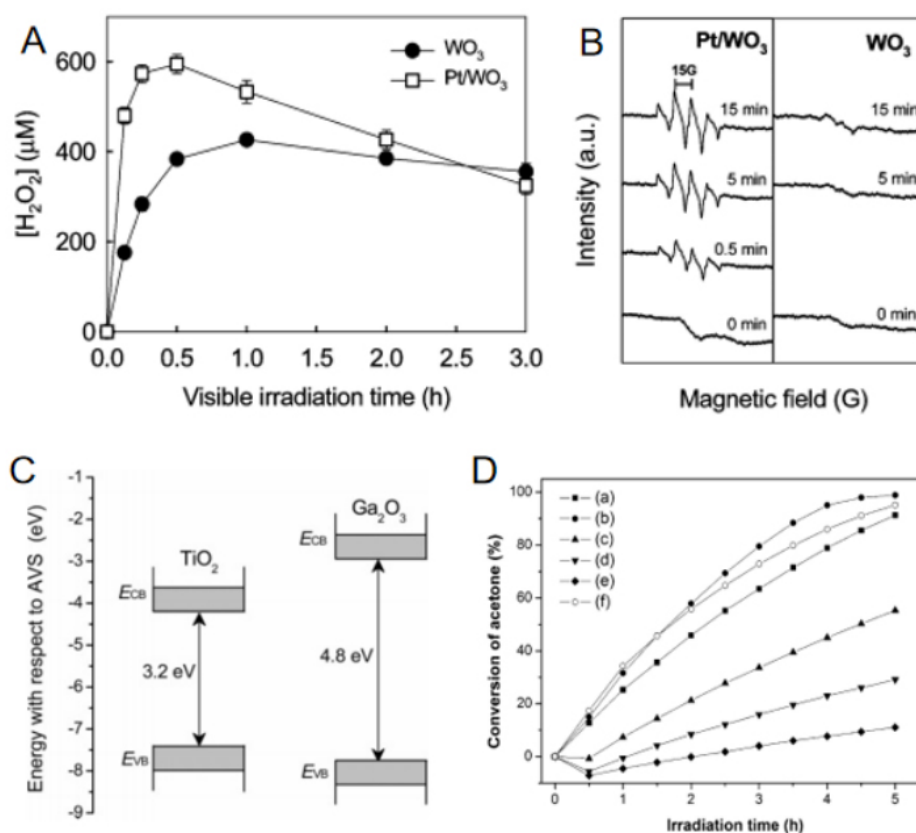 A
600
400
200
0
[H₂O₂] (μM)
WO₃
Pt/WO₃
0.0 0.5 1.0 1.5 2.0 2.5 3.0
Visible irradiation time (h)
B
Pt/WO₃ WO₃
15G
15 min 15 min
5 min 5 min
0.5 min
0 min 0 min
Intensity (a.u.)
Magnetic field (G)
C
Energy with respect to AVS (eV)
-1
-2
-3
-4
-5
-6
-7
-8
-9
TiO₂
E_CB
3.2 eV
E_VB
Ga₂O₃
E_CB
4.8 eV
E_VB
D
Conversion of acetone (%)
100
80
60
40
20
0
(a)
(b)
(c)
(d)
(e)
(f)
0 1 2 3 4 5
Irradiation time (h)